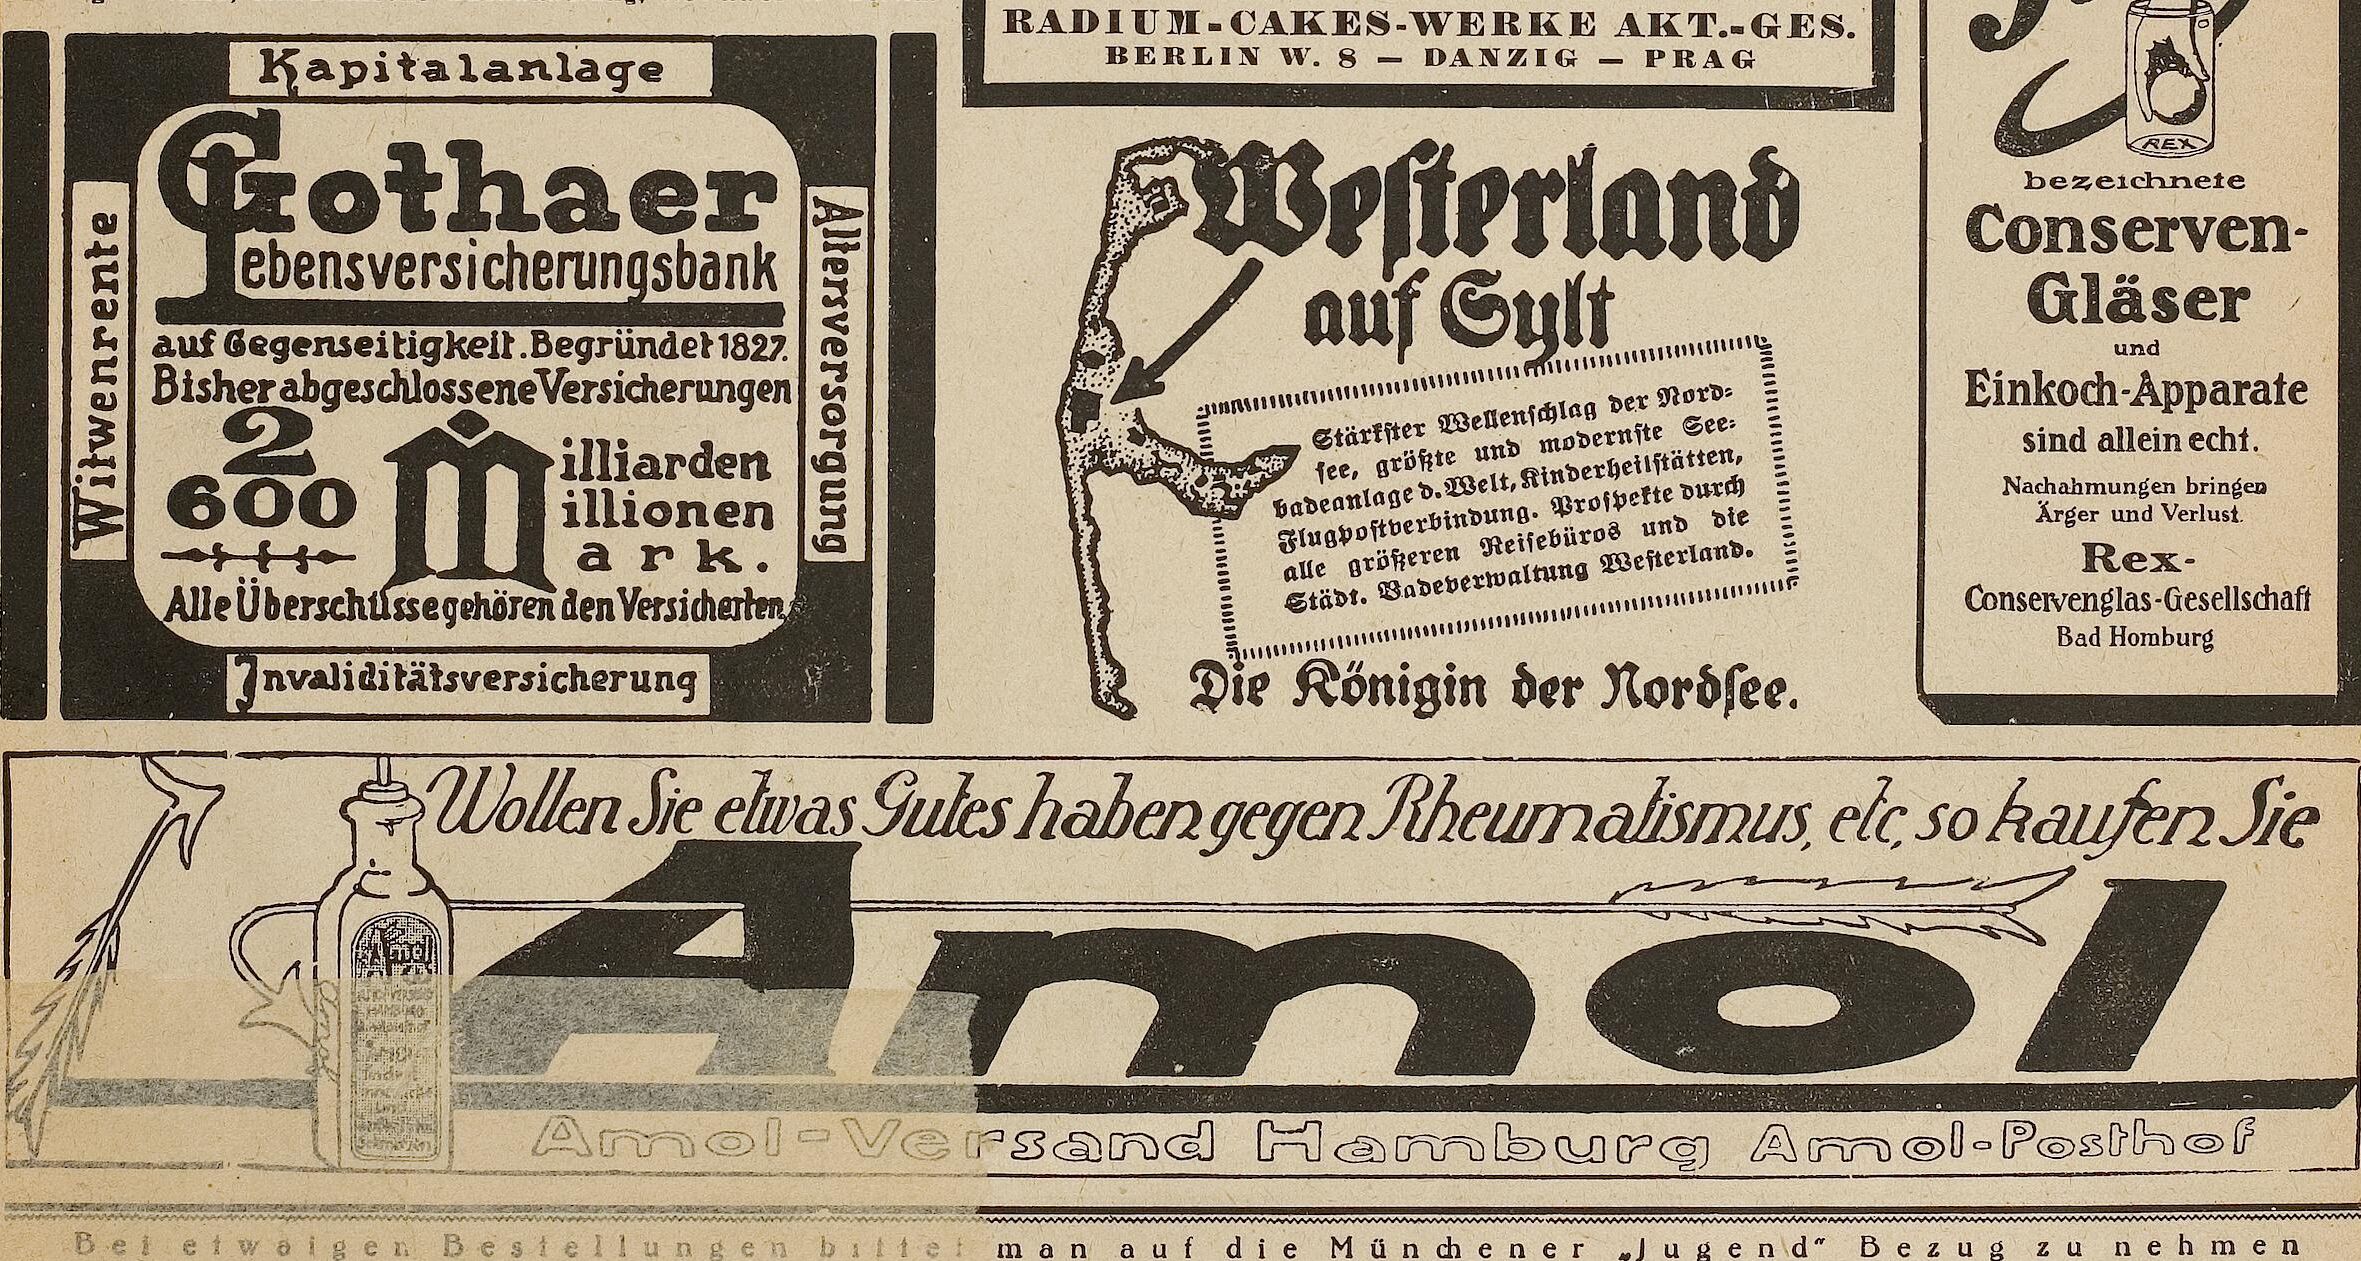 RADIUM-CAKES-WERKE AKT.-GES.
BERLIN W. 8 — DANZIG — PRAG
Kapitalanlage
Witwenrente
Gothaer
Lebensversicherungsbank
auf Gegenseitigkeit. Begründet 1827.
Bisher abgeschlossene Versicherungen
2 Milliarden
600 Millionen
Mark.
Alle Überschüsse gehören den Versicherten.
Altersversorgung
Invaliditätsversicherung
Westerland
auf Sylt
Stärkster Wellenschlag der Nord-
see, größte und modernste See-
badeanlage d. Welt, Kinderheilstätten,
Flugpostverbindung. Prospekte durch
alle größeren Reisebüros und die
Städt. Badeverwaltung Westerland.
Die Königin der Nordsee.
REX
bezeichnete
Conserven-
Gläser
und
Einkoch-Apparate
sind allein echt.
Nachahmungen bringen
Ärger und Verlust.
Rex-
Conservenglas-Gesellschaft
Bad Homburg
Wollen Sie etwas Gutes haben gegen Rheumatismus, etc, so kaufen Sie
Amol
Amol
Amol
Amol-Versand Hamburg Amol-Posthof
Bei etwaigen Bestellungen bittet man auf die Münchener „Jugend“ Bezug zu nehmen